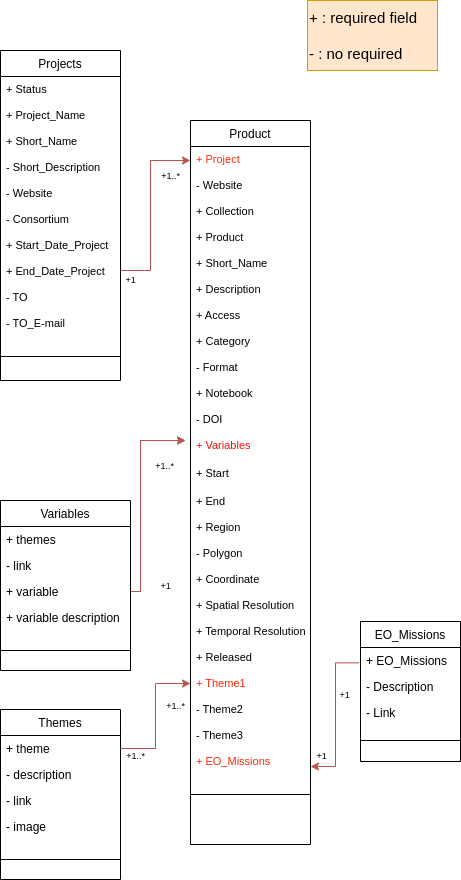 + : required field
- : no required
Projects
+ Status
+ Project_Name
+ Short_Name
- Short_Description
- Website
- Consortium
+ Start_Date_Project
+ End_Date_Project
- TO
- TO_E-mail
+1
+1..*
Product
+ Project
- Website
+ Collection
+ Product
+ Short_Name
+ Description
+ Access
+ Category
- Format
+ Notebook
- DOI
+ Variables
+ Start
+ End
+ Region
- Polygon
+ Coordinate
+ Spatial Resolution
+ Temporal Resolution
+ Released
+ Theme1
- Theme2
- Theme3
+ EO_Missions
+1..*
+1
Variables
+ themes
- link
+ variable
+ variable description
Themes
+ theme
- description
- link
- image
+1..*
+1..*
EO_Missions
+ EO_Missions
- Description
- Link
+1
+1